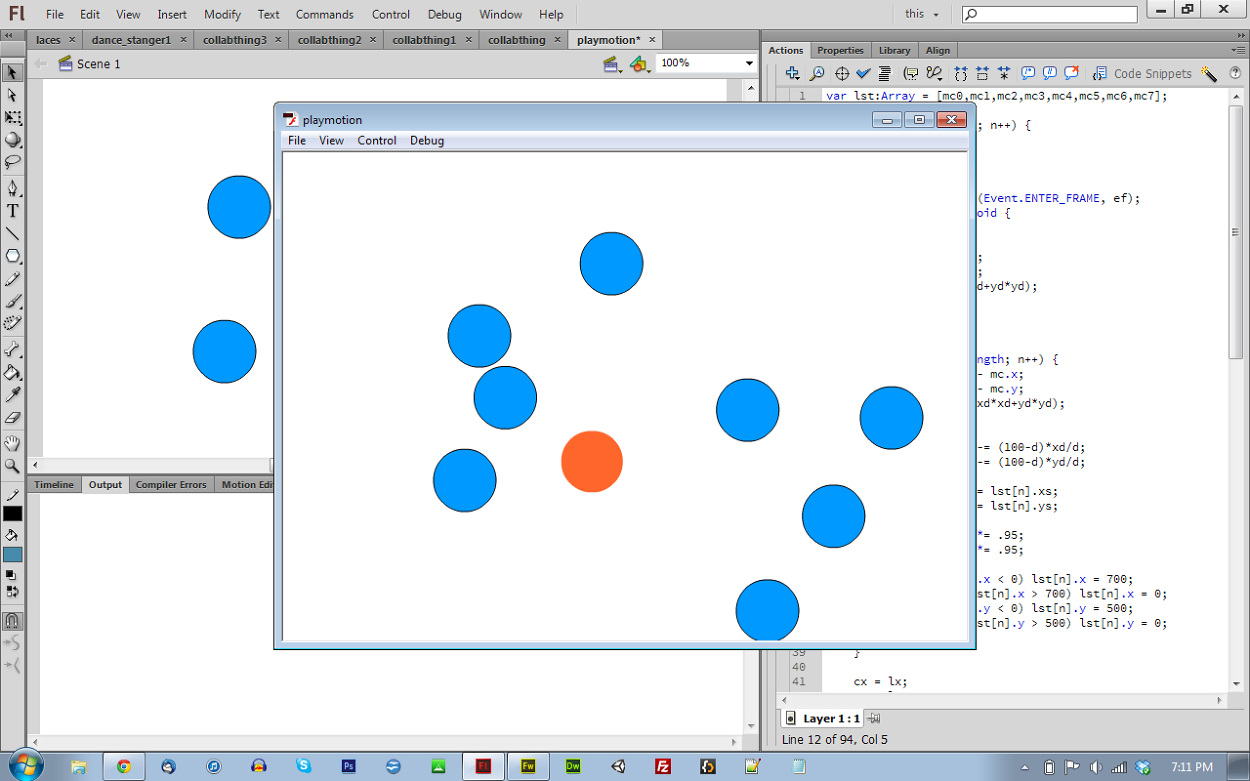 Fl File Edit View Insert Modify Text Commands Control Debug Window Help this
laces × dance_stanger1 × collabthing3 × collabthing2 × collabthing1 × collabthing × playmotion* ×
Scene 1 100%
Actions Properties Library Align
Code Snippets
1 var lst:Array = [mc0,mc1,mc2,mc3,mc4,mc5,mc6,mc7];
playmotion
File View Control Debug
; n++) {
(Event.ENTER_FRAME, ef);
oid {
;
;
d+yd*yd);
ngth; n++) {
- mc.x;
- mc.y;
xd*xd+yd*yd);
-= (100-d)*xd/d;
-= (100-d)*yd/d;
= lst[n].xs;
= lst[n].ys;
*= .95;
*= .95;
.x < 0) lst[n].x = 700;
st[n].x > 700) lst[n].x = 0;
.y < 0) lst[n].y = 500;
st[n].y > 500) lst[n].y = 0;
39 }
40
41 cx = lx;
Timeline Output Compiler Errors Motion Edi
Layer 1 : 1
Line 12 of 94, Col 5
Ps Fl Fw Dw Fz
7:11 PM